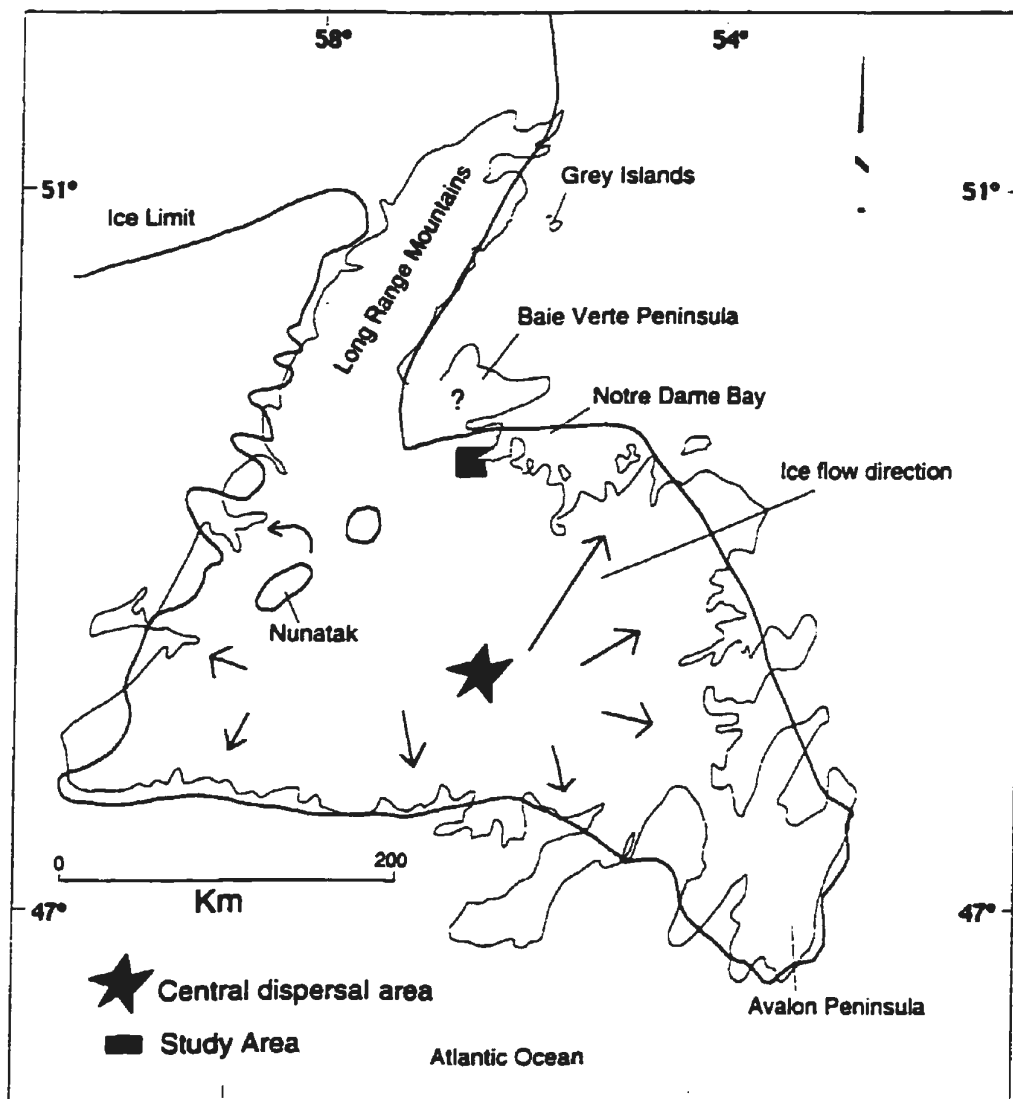 58° 54°
51° Grey Islands 51°
Ice Limit
Long Range Mountains
Baie Verte Peninsula
?
Notre Dame Bay
Ice flow direction
Nunatak
0 200
Km
47° 47°
Central dispersal area
Avalon Peninsula
Study Area
Atlantic Ocean